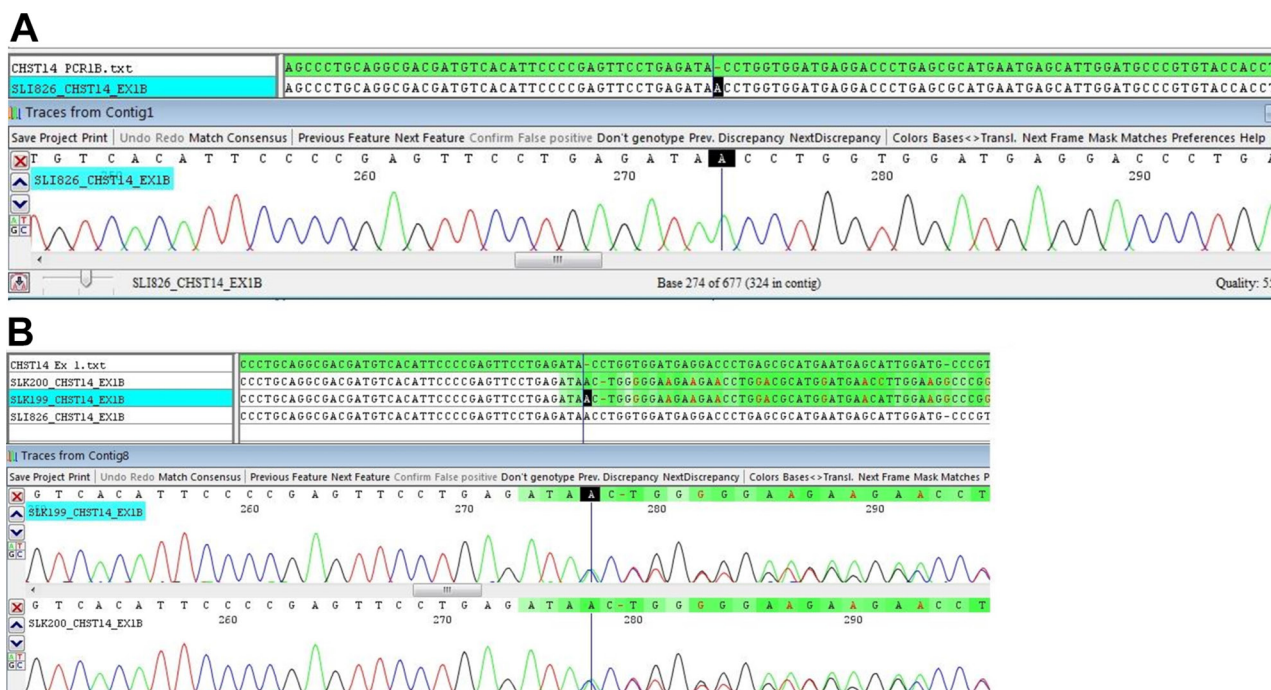 A
CHST14 PCR1B.txt AGCCCTGCAGGCGACGATGTCACATTCCCCGAGTTCCTGAGATA-CCTGGTGGATGAGGACCCTGAGCGCATGAATGAGCATTGGATGCCCGTGTACCACCT
SLI826_CHST14_EX1B AGCCCTGCAGGCGACGATGTCACATTCCCCGAGTTCCTGAGATAACCTGGTGGATGAGGACCCTGAGCGCATGAATGAGCATTGGATGCCCGTGTACCACCT
Traces from Contig1
Save Project Print Undo Redo Match Consensus Previous Feature Next Feature Confirm False positive Don't genotype Prev. Discrepancy NextDiscrepancy Colors Bases<>Transl. Next Frame Mask Matches Preferences Help
T G T C A C A T T C C C C G A G T T C C T G A G A T A A C C T G G T G G A T G A G G A C C C T G A
260 270 280 290
SLI826_CHST14_EX1B
A T
G C
SLI826_CHST14_EX1B Base 274 of 677 (324 in contig) Quality: 5
B
CHST14 Ex 1.txt CCCTGCAGGCGACGATGTCACATTCCCCGAGTTCCTGAGATA-CCTGGTGGATGAGGACCCTGAGCGCATGAATGAGCATTGGATG-CCCGT
SLK200_CHST14_EX1B CCCTGCAGGCGACGATGTCACATTCCCCGAGTTCCTGAGATAAC-TGGGGGAAGAAGAACCTGGACGCATGGATGAACCTTGGAAGGCCCGG
SLK199_CHST14_EX1B CCCTGCAGGCGACGATGTCACATTCCCCGAGTTCCTGAGATAAC-TGGGGGAAGAAGAACCTGGACGCATGGATGAACATTGGAAGGCCCGG
SLI826_CHST14_EX1B CCCTGCAGGCGACGATGTCACATTCCCCGAGTTCCTGAGATAACCTGGTGGATGAGGACCCTGAGCGCATGAATGAGCATTGGATG-CCCGT
Traces from Contig8
Save Project Print Undo Redo Match Consensus Previous Feature Next Feature Confirm False positive Don't genotype Prev. Discrepancy NextDiscrepancy Colors Bases<>Transl. Next Frame Mask Matches P
G T C A C A T T C C C C G A G T T C C T G A G A T A A C - T G G G G G A A G A A G A A C C T
260 270 280 290
SLK199_CHST14_EX1B
A T
G C
G T C A C A T T C C C C G A G T T C C T G A G A T A A C - T G G G G G A A G A A G A A C C T
260 270 280 290
SLK200_CHST14_EX1B
A T
G C